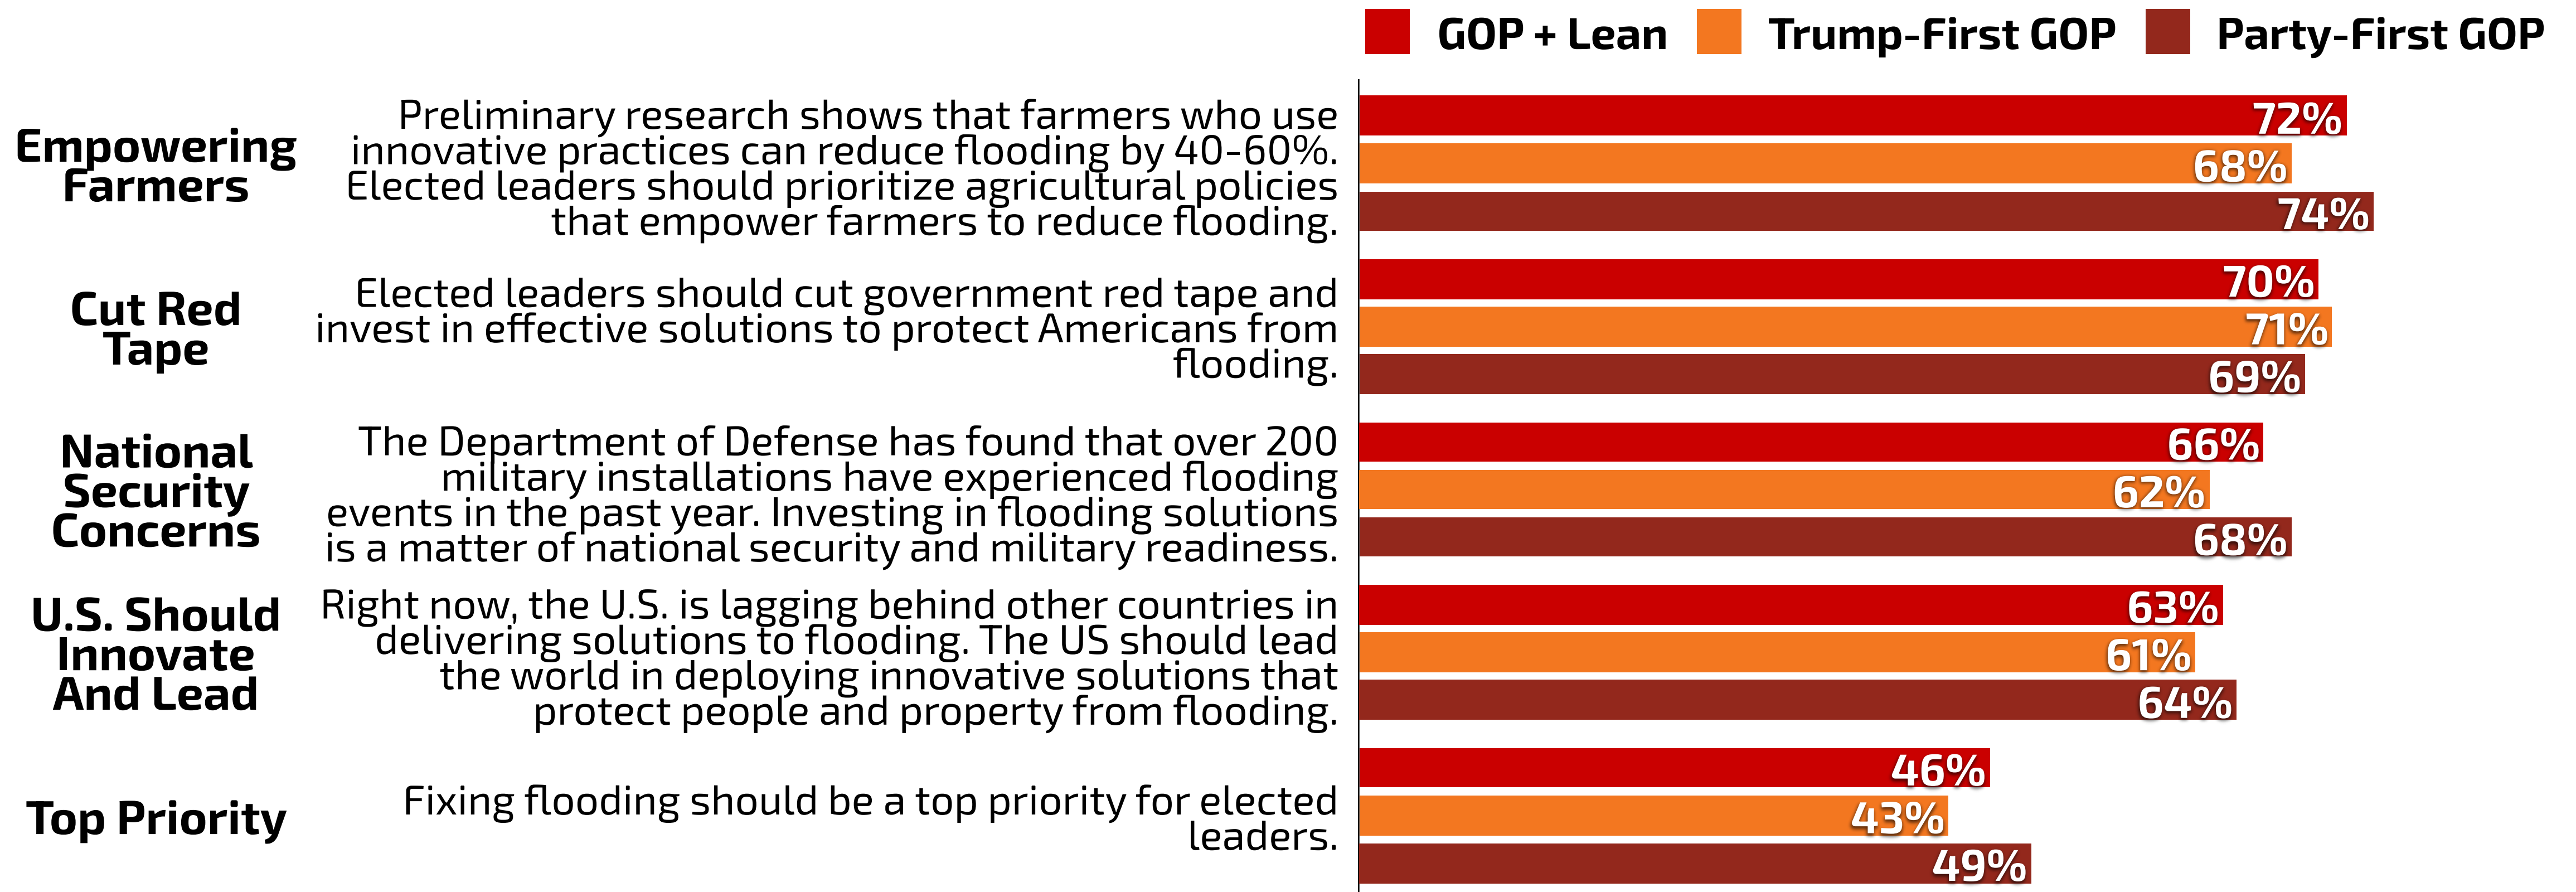 GOP + Lean
Trump-First GOP
Party-First GOP
Empowering
Farmers
Preliminary research shows that farmers who use
innovative practices can reduce flooding by 40-60%.
Elected leaders should prioritize agricultural policies
that empower farmers to reduce flooding.
72%
68%
74%
Cut Red
Tape
Elected leaders should cut government red tape and
invest in effective solutions to protect Americans from
flooding.
70%
71%
69%
National
Security
Concerns
The Department of Defense has found that over 200
military installations have experienced flooding
events in the past year. Investing in flooding solutions
is a matter of national security and military readiness.
66%
62%
68%
U.S. Should
Innovate
And Lead
Right now, the U.S. is lagging behind other countries in
delivering solutions to flooding. The US should lead
the world in deploying innovative solutions that
protect people and property from flooding.
63%
61%
64%
Top Priority
Fixing flooding should be a top priority for elected
leaders.
46%
43%
49%